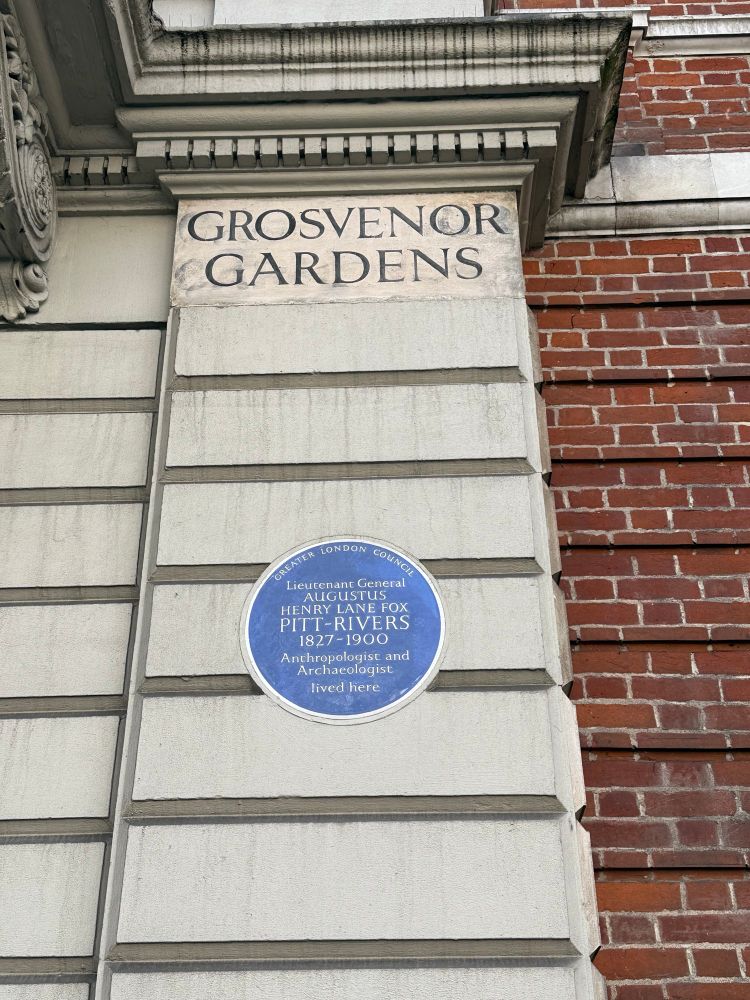 GROSVENOR
GARDENS
GREATER LONDON COUNCIL
Lieutenant General
AUGUSTUS
HENRY LANE FOX
PITT-RIVERS
1827-1900
Anthropologist and
Archaeologist
lived here